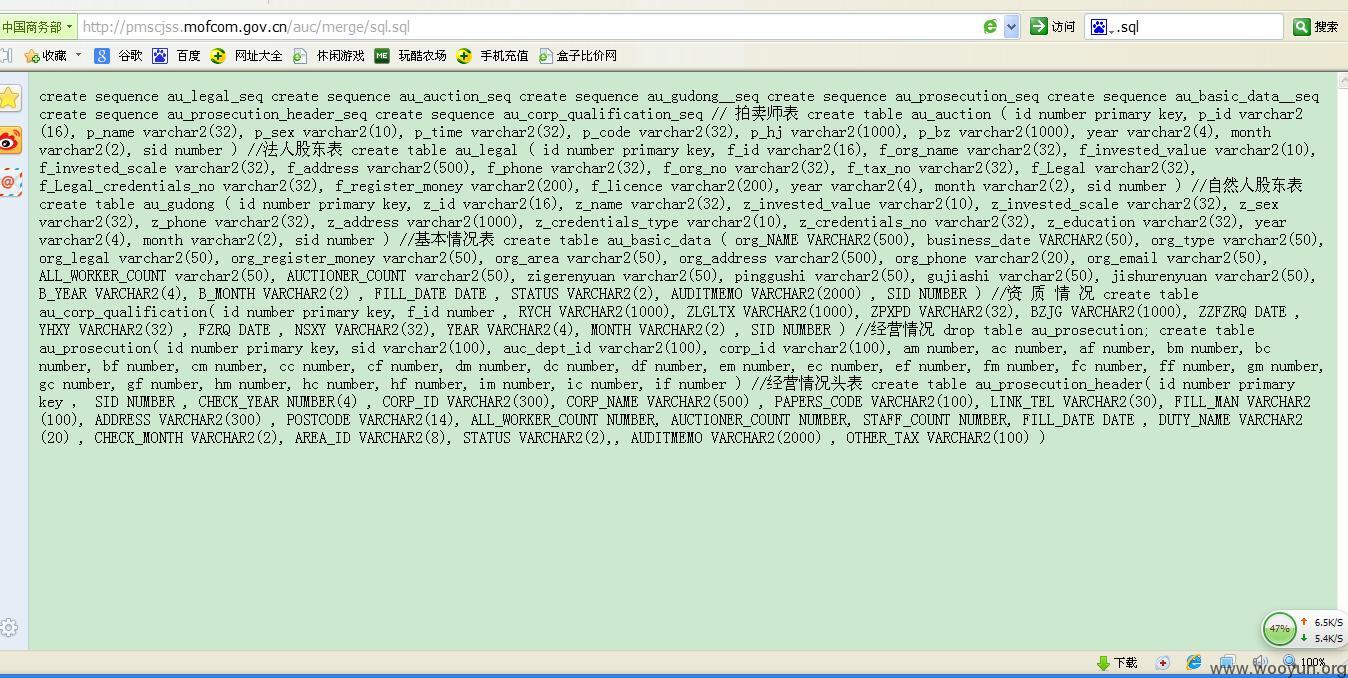 中国商务部 http://pmscjss.mofcom.gov.cn/auc/merge/sql.sql 访问 .sql 搜索
收藏 谷歌 百度 网址大全 休闲游戏 ME 玩酷农场 手机充值 盒子比价网
create sequence au_legal_seq create sequence au_auction_seq create sequence au_gudong__seq create sequence au_prosecution_seq create sequence au_basic_data__seq
create sequence au_prosecution_header_seq create sequence au_corp_qualification_seq // 拍卖师表 create table au_auction ( id number primary key, p_id varchar2
(16), p_name varchar2(32), p_sex varchar2(10), p_time varchar2(32), p_code varchar2(32), p_hj varchar2(1000), p_bz varchar2(1000), year varchar2(4), month
varchar2(2), sid number ) //法人股东表 create table au_legal ( id number primary key, f_id varchar2(16), f_org_name varchar2(32), f_invested_value varchar2(10),
f_invested_scale varchar2(32), f_address varchar2(500), f_phone varchar2(32), f_org_no varchar2(32), f_tax_no varchar2(32), f_Legal varchar2(32),
f_Legal_credentials_no varchar2(32), f_register_money varchar2(200), f_licence varchar2(200), year varchar2(4), month varchar2(2), sid number ) //自然人股东表
create table au_gudong ( id number primary key, z_id varchar2(16), z_name varchar2(32), z_invested_value varchar2(10), z_invested_scale varchar2(32), z_sex
varchar2(32), z_phone varchar2(32), z_address varchar2(1000), z_credentials_type varchar2(10), z_credentials_no varchar2(32), z_education varchar2(32), year
varchar2(4), month varchar2(2), sid number ) //基本情况表 create table au_basic_data ( org_NAME VARCHAR2(500), business_date VARCHAR2(50), org_type varchar2(50),
org_legal varchar2(50), org_register_money varchar2(50), org_area varchar2(50), org_address varchar2(500), org_phone varchar2(20), org_email varchar2(50),
ALL_WORKER_COUNT varchar2(50), AUCTIONER_COUNT varchar2(50), zigerenyuan varchar2(50), pinggushi varchar2(50), gujiashi varchar2(50), jishurenyuan varchar2(50),
B_YEAR VARCHAR2(4), B_MONTH VARCHAR2(2) , FILL_DATE DATE , STATUS VARCHAR2(2), AUDITMEMO VARCHAR2(2000) , SID NUMBER ) //资 质 情 况 create table
au_corp_qualification( id number primary key, f_id number , RYCH VARCHAR2(1000), ZLGLTX VARCHAR2(1000), ZPXPD VARCHAR2(32), BZJG VARCHAR2(1000), ZZFZRQ DATE ,
YHXY VARCHAR2(32) , FZRQ DATE , NSXY VARCHAR2(32), YEAR VARCHAR2(4), MONTH VARCHAR2(2) , SID NUMBER ) //经营情况 drop table au_prosecution; create table
au_prosecution( id number primary key, sid varchar2(100), auc_dept_id varchar2(100), corp_id varchar2(100), am number, ac number, af number, bm number, bc
number, bf number, cm number, cc number, cf number, dm number, dc number, df number, em number, ec number, ef number, fm number, fc number, ff number, gm number,
gc number, gf number, hm number, hc number, hf number, im number, ic number, if number ) //经营情况头表 create table au_prosecution_header( id number primary
key , SID NUMBER , CHECK_YEAR NUMBER(4) , CORP_ID VARCHAR2(300), CORP_NAME VARCHAR2(500) , PAPERS_CODE VARCHAR2(100), LINK_TEL VARCHAR2(30), FILL_MAN VARCHAR2
(100), ADDRESS VARCHAR2(300) , POSTCODE VARCHAR2(14), ALL_WORKER_COUNT NUMBER, AUCTIONER_COUNT NUMBER, STAFF_COUNT NUMBER, FILL_DATE DATE , DUTY_NAME VARCHAR2
(20) , CHECK_MONTH VARCHAR2(2), AREA_ID VARCHAR2(8), STATUS VARCHAR2(2),, AUDITMEMO VARCHAR2(2000) , OTHER_TAX VARCHAR2(100) )
47% 6.5K/S
5.4K/S
下载 100%
www.wooyun.org